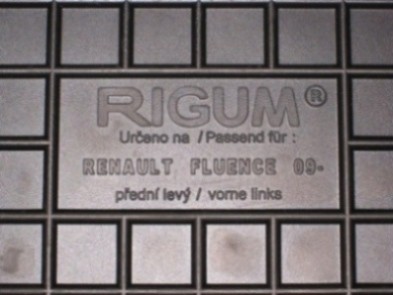 RIGUM®
Určeno na / Passend für :
RENAULT FLUENCE 09-
přední levý / vorne links